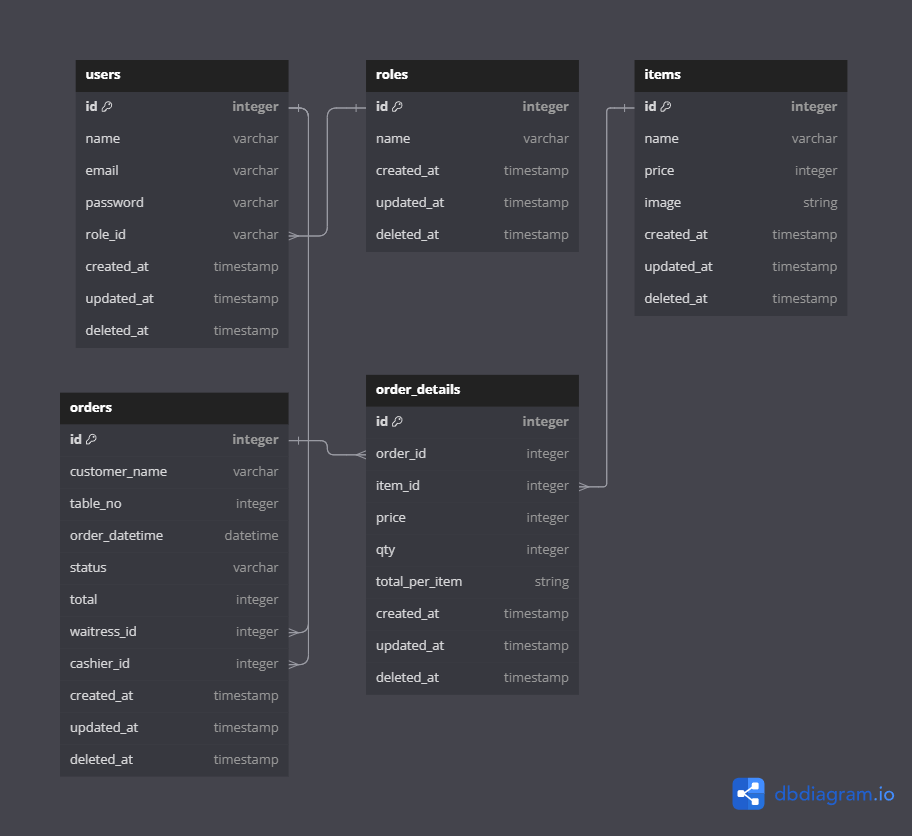 users
id integer
name varchar
email varchar
password varchar
role_id varchar
created_at timestamp
updated_at timestamp
deleted_at timestamp
roles
id integer
name varchar
created_at timestamp
updated_at timestamp
deleted_at timestamp
items
id integer
name varchar
price integer
image string
created_at timestamp
updated_at timestamp
deleted_at timestamp
orders
id integer
customer_name varchar
table_no integer
order_datetime datetime
status varchar
total integer
waitress_id integer
cashier_id integer
created_at timestamp
updated_at timestamp
deleted_at timestamp
order_details
id integer
order_id integer
item_id integer
price integer
qty integer
total_per_item string
created_at timestamp
updated_at timestamp
deleted_at timestamp
dbdiagram.io